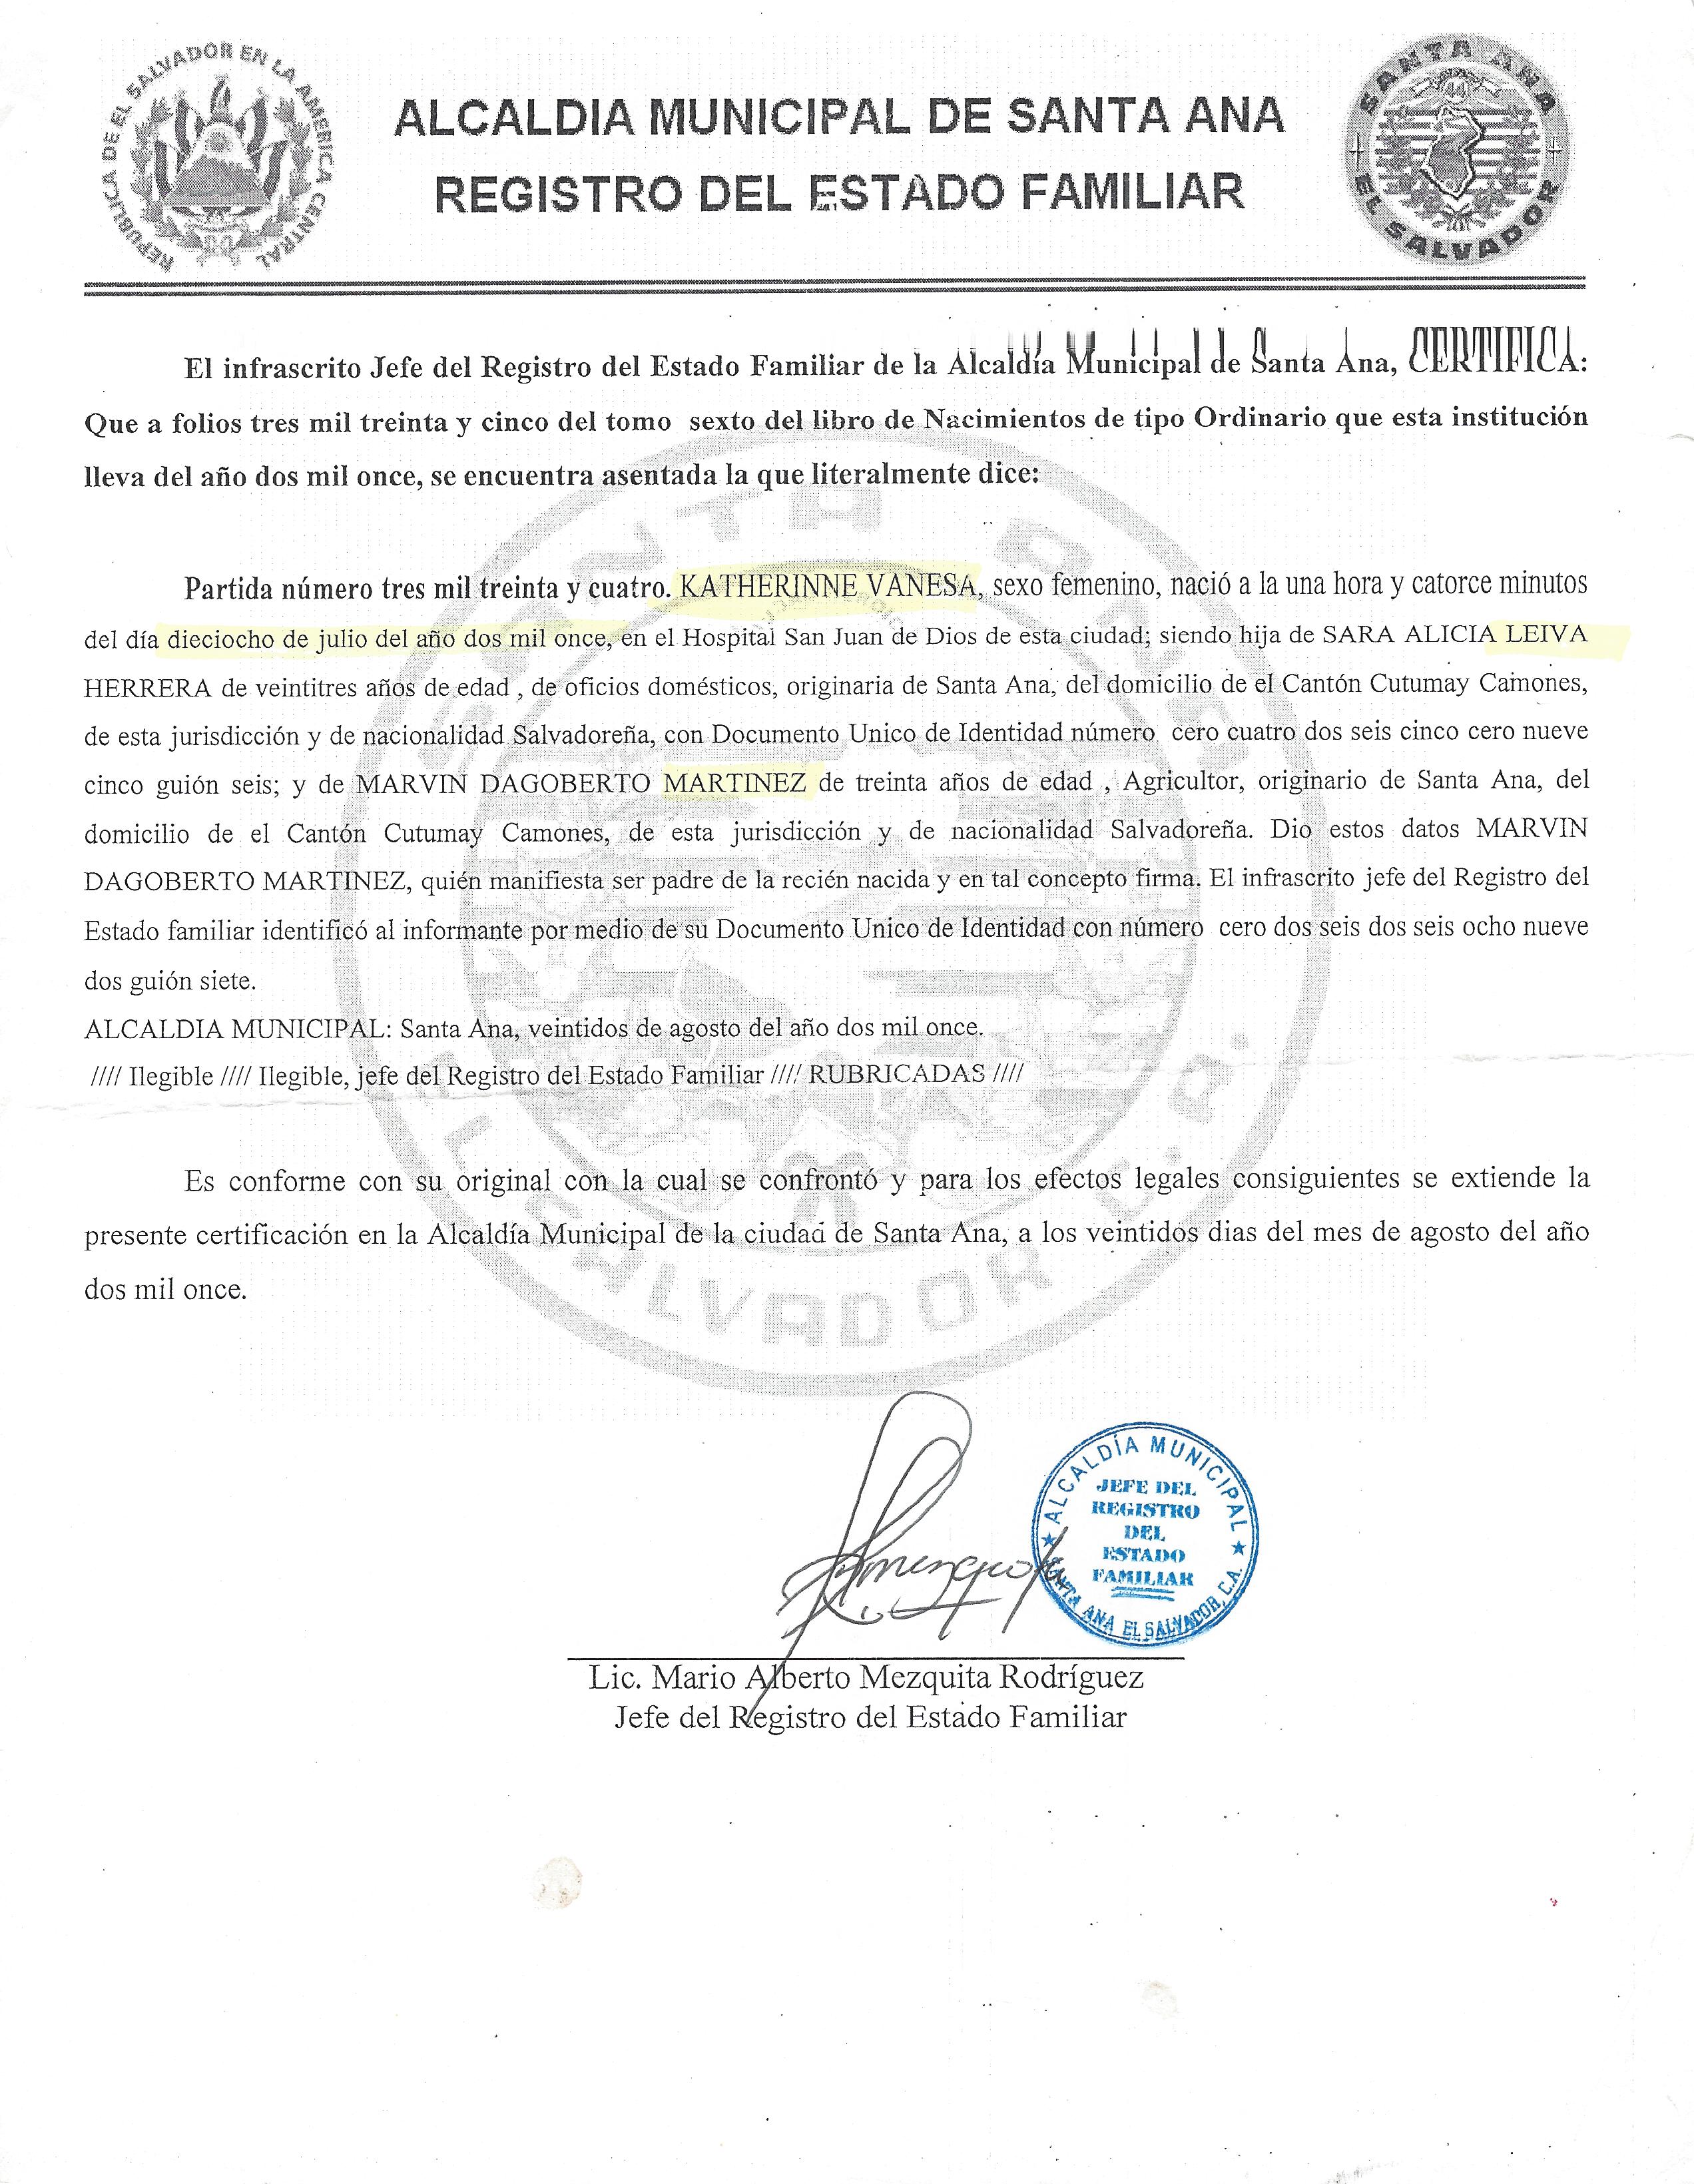 REPUBLICA DE EL SALVADOR EN LA AMERICA CENTRAL
ALCALDIA MUNICIPAL DE SANTA ANA
REGISTRO DEL ESTADO FAMILIAR
SANTA ANA
EL SALVADOR
El infrascrito Jefe del Registro del Estado Familiar de la Alcaldía Municipal de Santa Ana, CERTIFICA:
Que a folios tres mil treinta y cinco del tomo sexto del libro de Nacimientos de tipo Ordinario que esta institución
lleva del año dos mil once, se encuentra asentada la que literalmente dice:
Partida número tres mil treinta y cuatro. KATHERINNE VANESA, sexo femenino, nació a la una hora y catorce minutos
del día dieciocho de julio del año dos mil once, en el Hospital San Juan de Dios de esta ciudad; siendo hija de SARA ALICIA LEIVA
HERRERA de veintitres años de edad , de oficios domésticos, originaria de Santa Ana, del domicilio de el Cantón Cutumay Camones,
de esta jurisdicción y de nacionalidad Salvadoreña, con Documento Unico de Identidad número cero cuatro dos seis cinco cero nueve
cinco guión seis; y de MARVIN DAGOBERTO MARTINEZ de treinta años de edad , Agricultor, originario de Santa Ana, del
domicilio de el Cantón Cutumay Camones, de esta jurisdicción y de nacionalidad Salvadoreña. Dio estos datos MARVIN
DAGOBERTO MARTINEZ, quién manifiesta ser padre de la recién nacida y en tal concepto firma. El infrascrito jefe del Registro del
Estado familiar identificó al informante por medio de su Documento Unico de Identidad con número cero dos seis dos seis ocho nueve
dos guión siete.
ALCALDIA MUNICIPAL: Santa Ana, veintidos de agosto del año dos mil once.
//// Ilegible //// Ilegible, jefe del Registro del Estado Familiar //// RUBRICADAS ////
Es conforme con su original con la cual se confrontó y para los efectos legales consiguientes se extiende la
presente certificación en la Alcaldía Municipal de la ciudad de Santa Ana, a los veintidos dias del mes de agosto del año
dos mil once.
ALCALDÍA MUNICIPAL
JEFE DEL
REGISTRO
DEL
ESTADO
FAMILIAR
SANTA ANA EL SALVADOR, C.A.
Lic. Mario Alberto Mezquita Rodríguez
Jefe del Registro del Estado Familiar